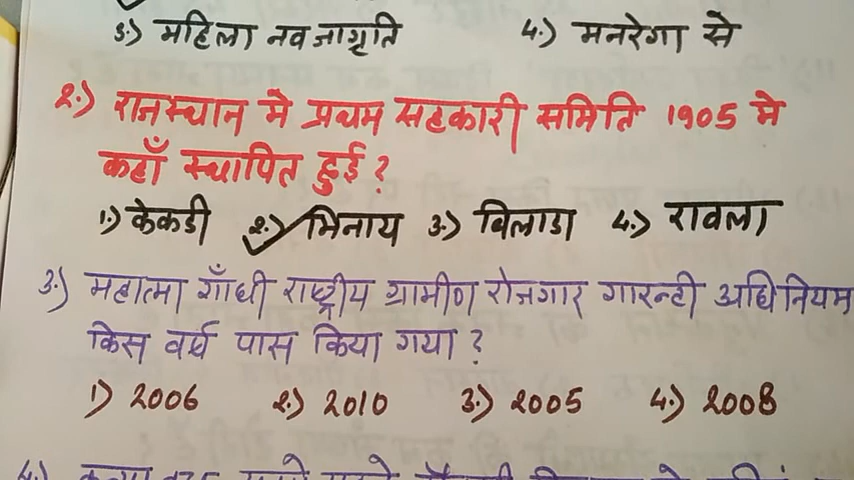 3.) महिला नवजागृति 4.) मनरेगा से
2.) राजस्थान मे प्रथम सहकारी समिति 1905 मे
कहाँ स्थापित हुई ?
1.) केकडी 2.) भिनाय 3.) बिलाडा 4.) रावला
3.) महात्मा गाँधी राष्ट्रीय ग्रामीण रोजगार गारन्टी अधिनियम
किस वर्ष पास किया गया ?
1) 2006 2.) 2010 3.) 2005 4.) 2008
4.)